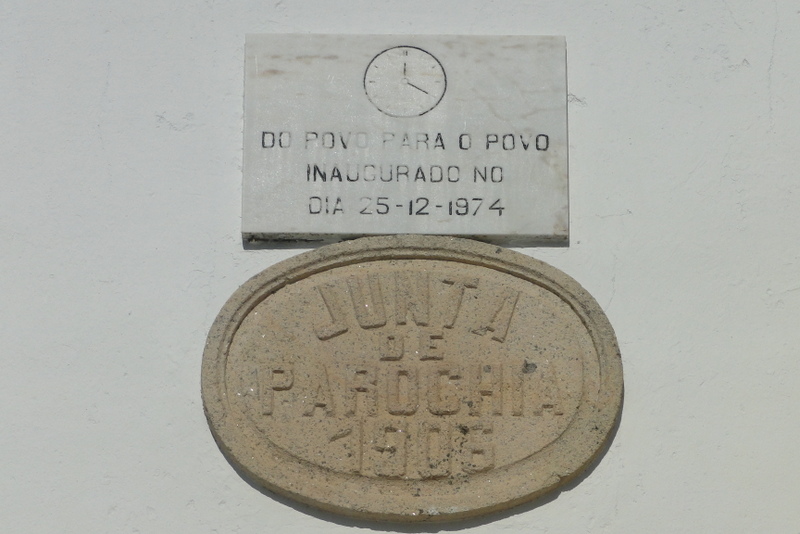 DO POVO PARA O POVO
INAUGURADO NO
DIA 25-12-1974
JUNTA
DE
PAROCHIA
1906